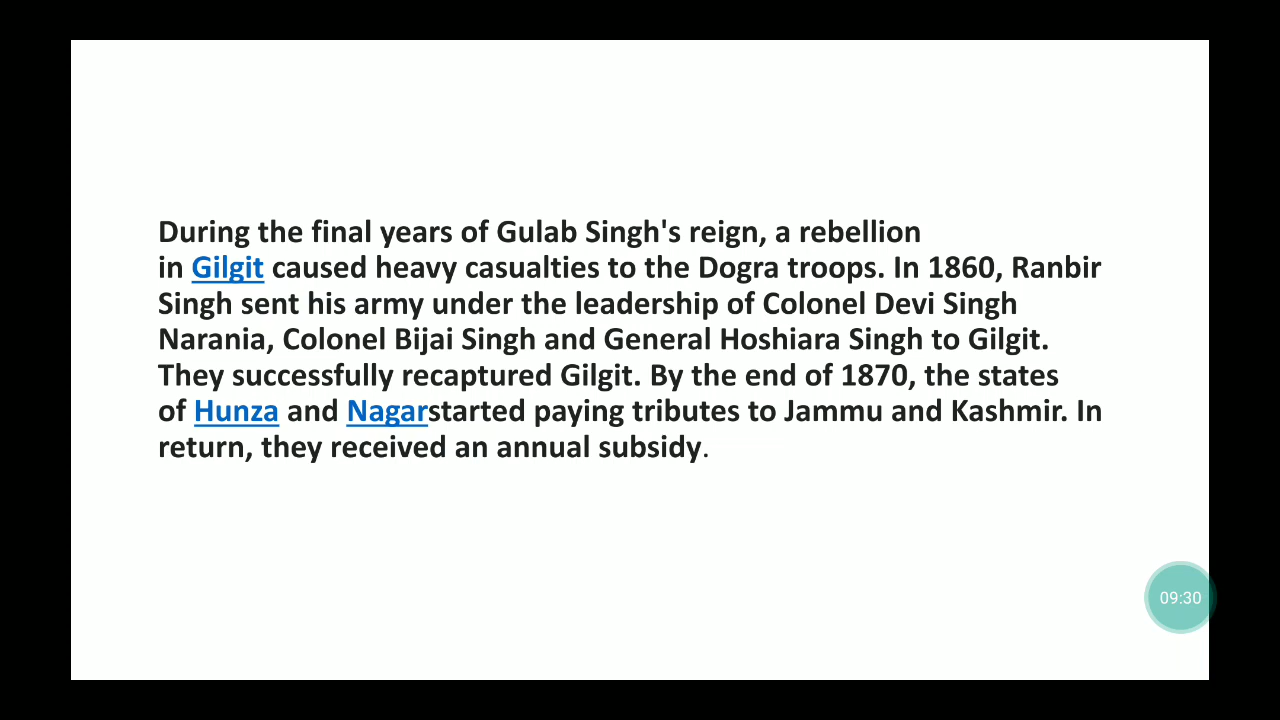 During the final years of Gulab Singh's reign, a rebellion
in Gilgit caused heavy casualties to the Dogra troops. In 1860, Ranbir
Singh sent his army under the leadership of Colonel Devi Singh
Narania, Colonel Bijai Singh and General Hoshiara Singh to Gilgit.
They successfully recaptured Gilgit. By the end of 1870, the states
of Hunza and Nagarstarted paying tributes to Jammu and Kashmir. In
return, they received an annual subsidy.
09:30